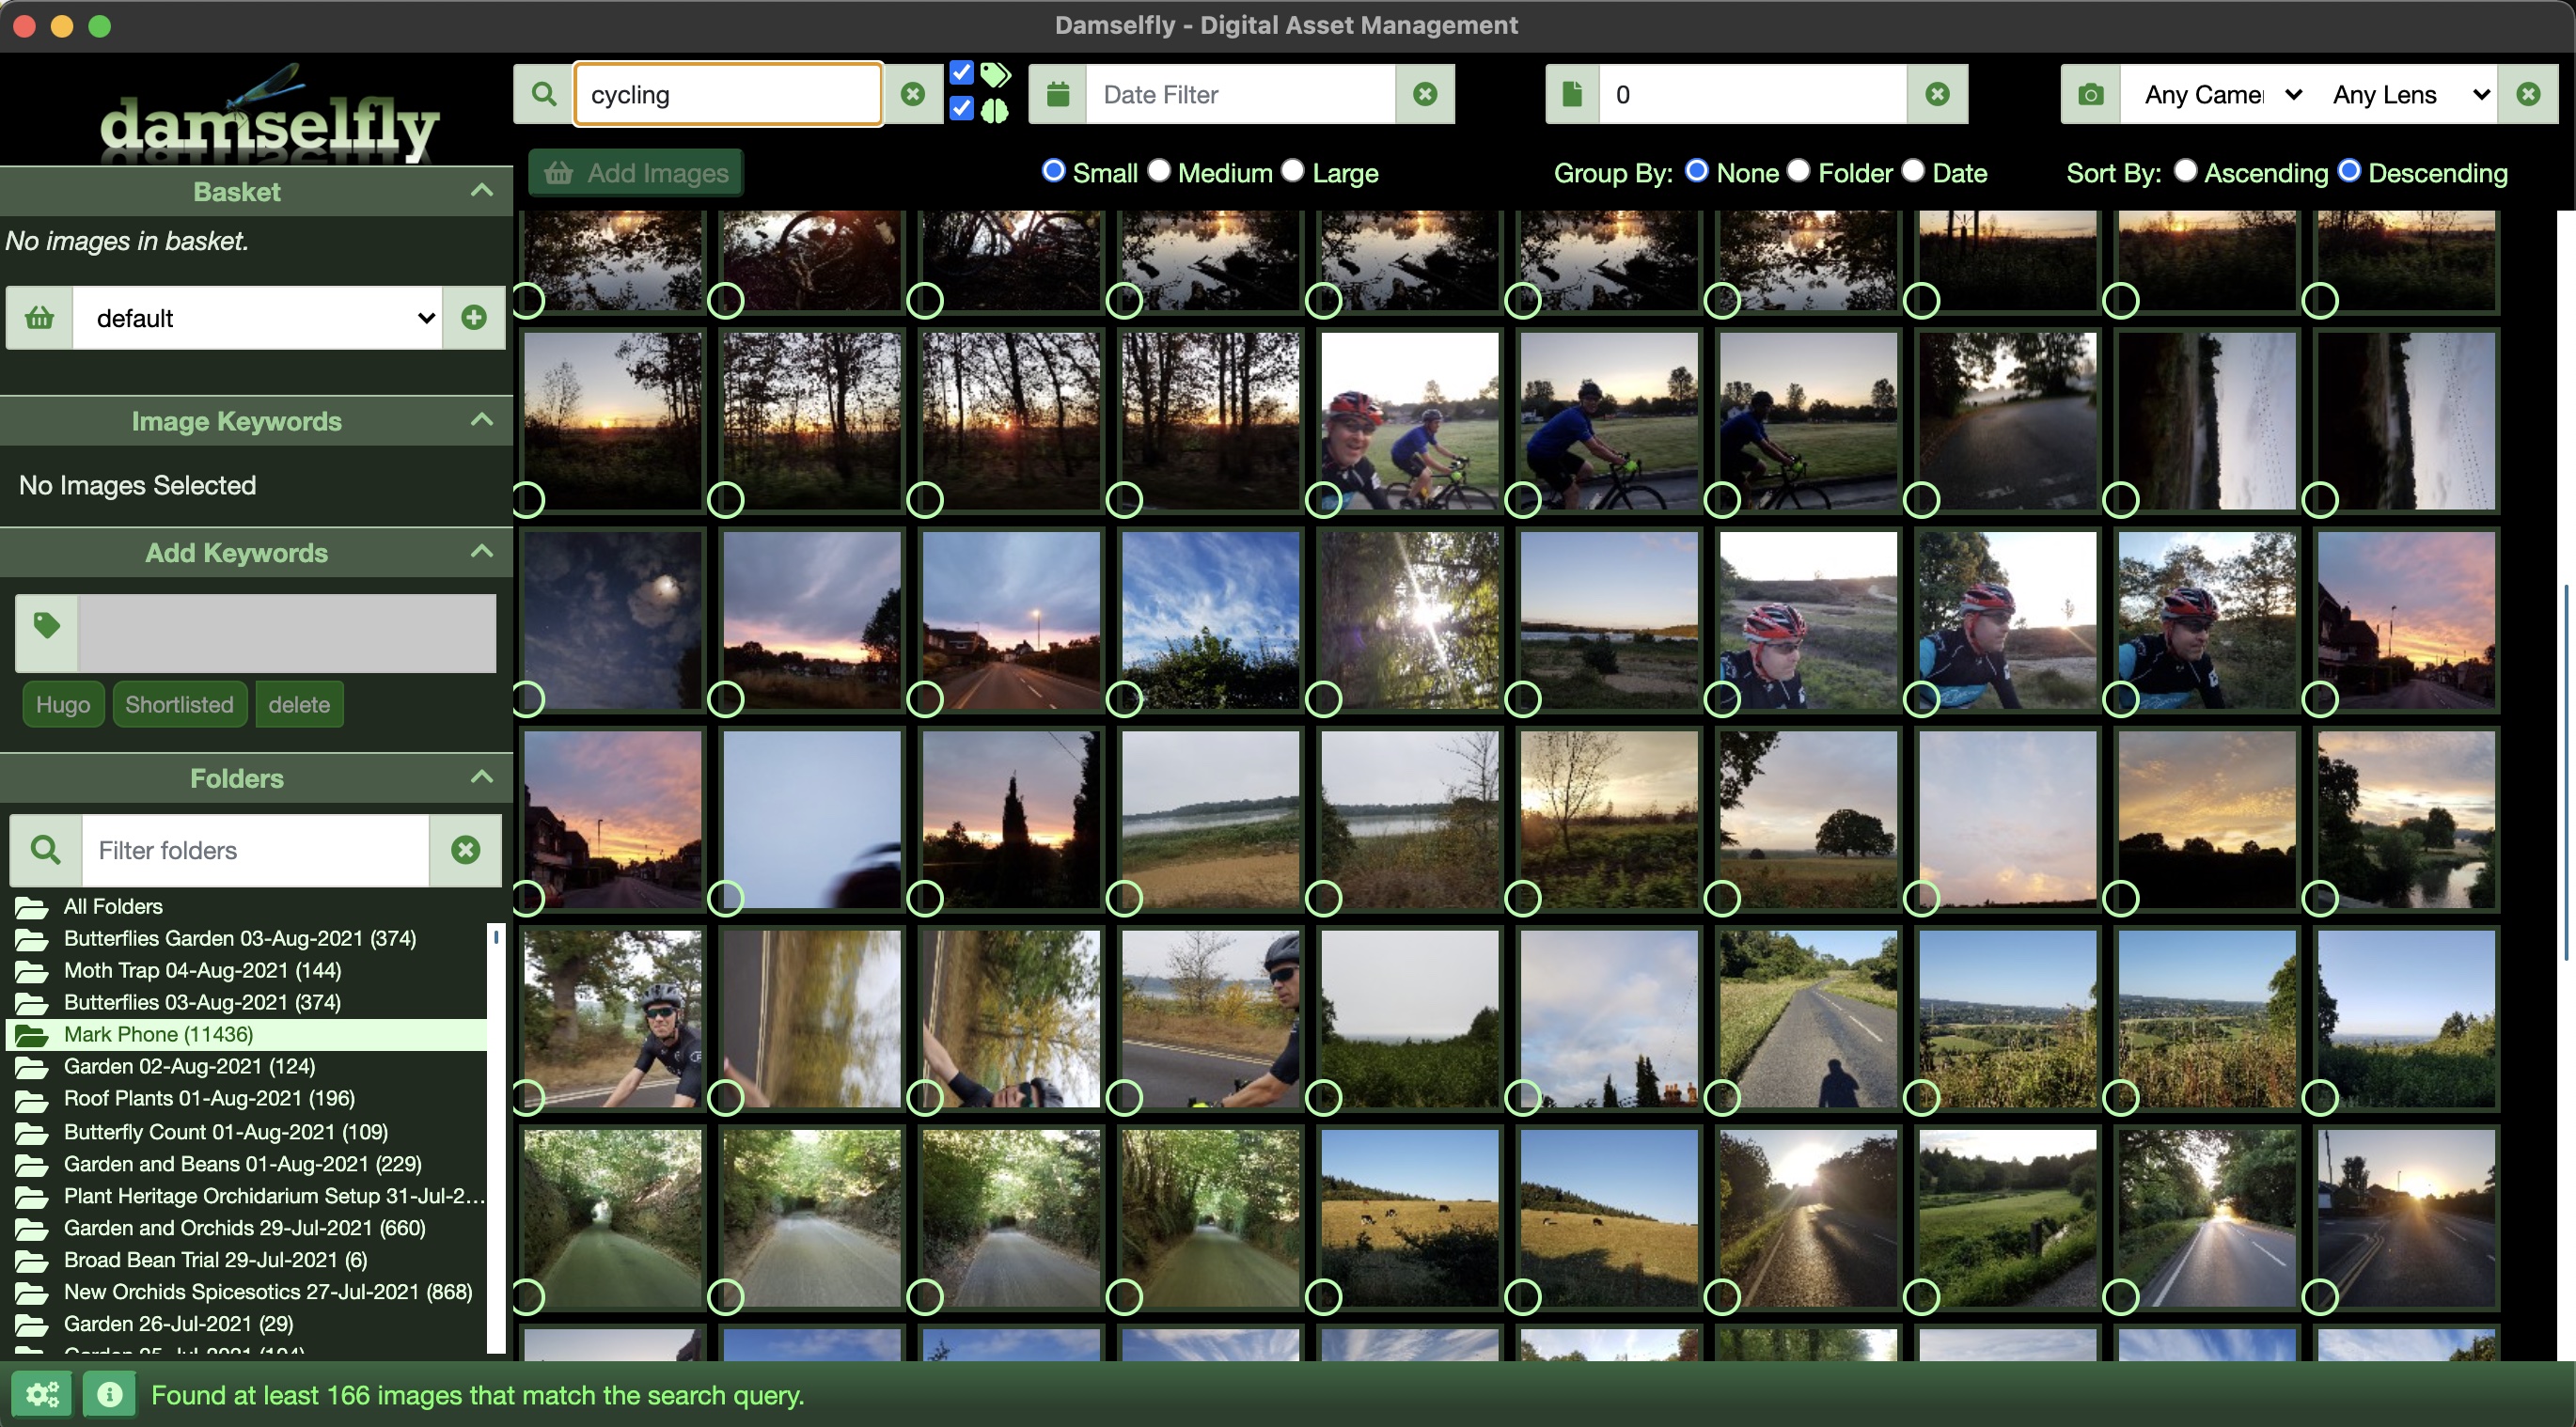 Damselfly - Digital Asset Management
damselfly
cycling
Date Filter
0
Any Camer
Any Lens
Add Images
Small Medium Large
Group By: None Folder Date
Sort By: Ascending Descending
Basket
No images in basket.
default
Image Keywords
No Images Selected
Add Keywords
Hugo Shortlisted delete
Folders
Filter folders
All Folders
Butterflies Garden 03-Aug-2021 (374)
Moth Trap 04-Aug-2021 (144)
Butterflies 03-Aug-2021 (374)
Mark Phone (11436)
Garden 02-Aug-2021 (124)
Roof Plants 01-Aug-2021 (196)
Butterfly Count 01-Aug-2021 (109)
Garden and Beans 01-Aug-2021 (229)
Plant Heritage Orchidarium Setup 31-Jul-2...
Garden and Orchids 29-Jul-2021 (660)
Broad Bean Trial 29-Jul-2021 (6)
New Orchids Spicesotics 27-Jul-2021 (868)
Garden 26-Jul-2021 (29)
Found at least 166 images that match the search query.